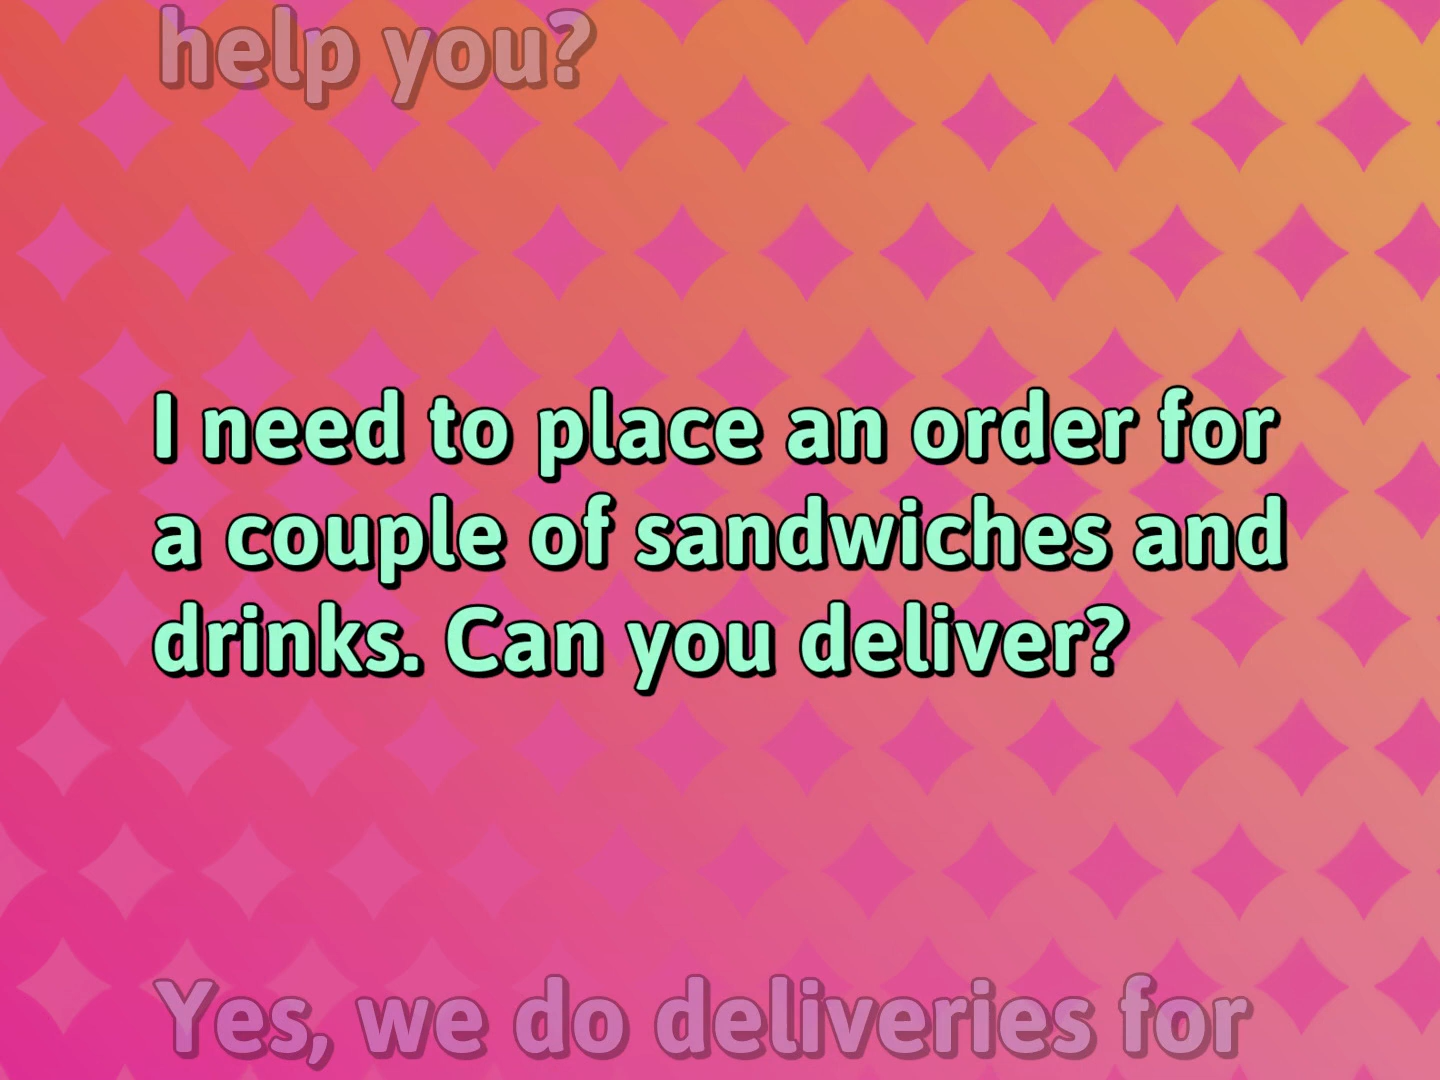 help you?
I need to place an order for
a couple of sandwiches and
drinks. Can you deliver?
Yes, we do deliveries for